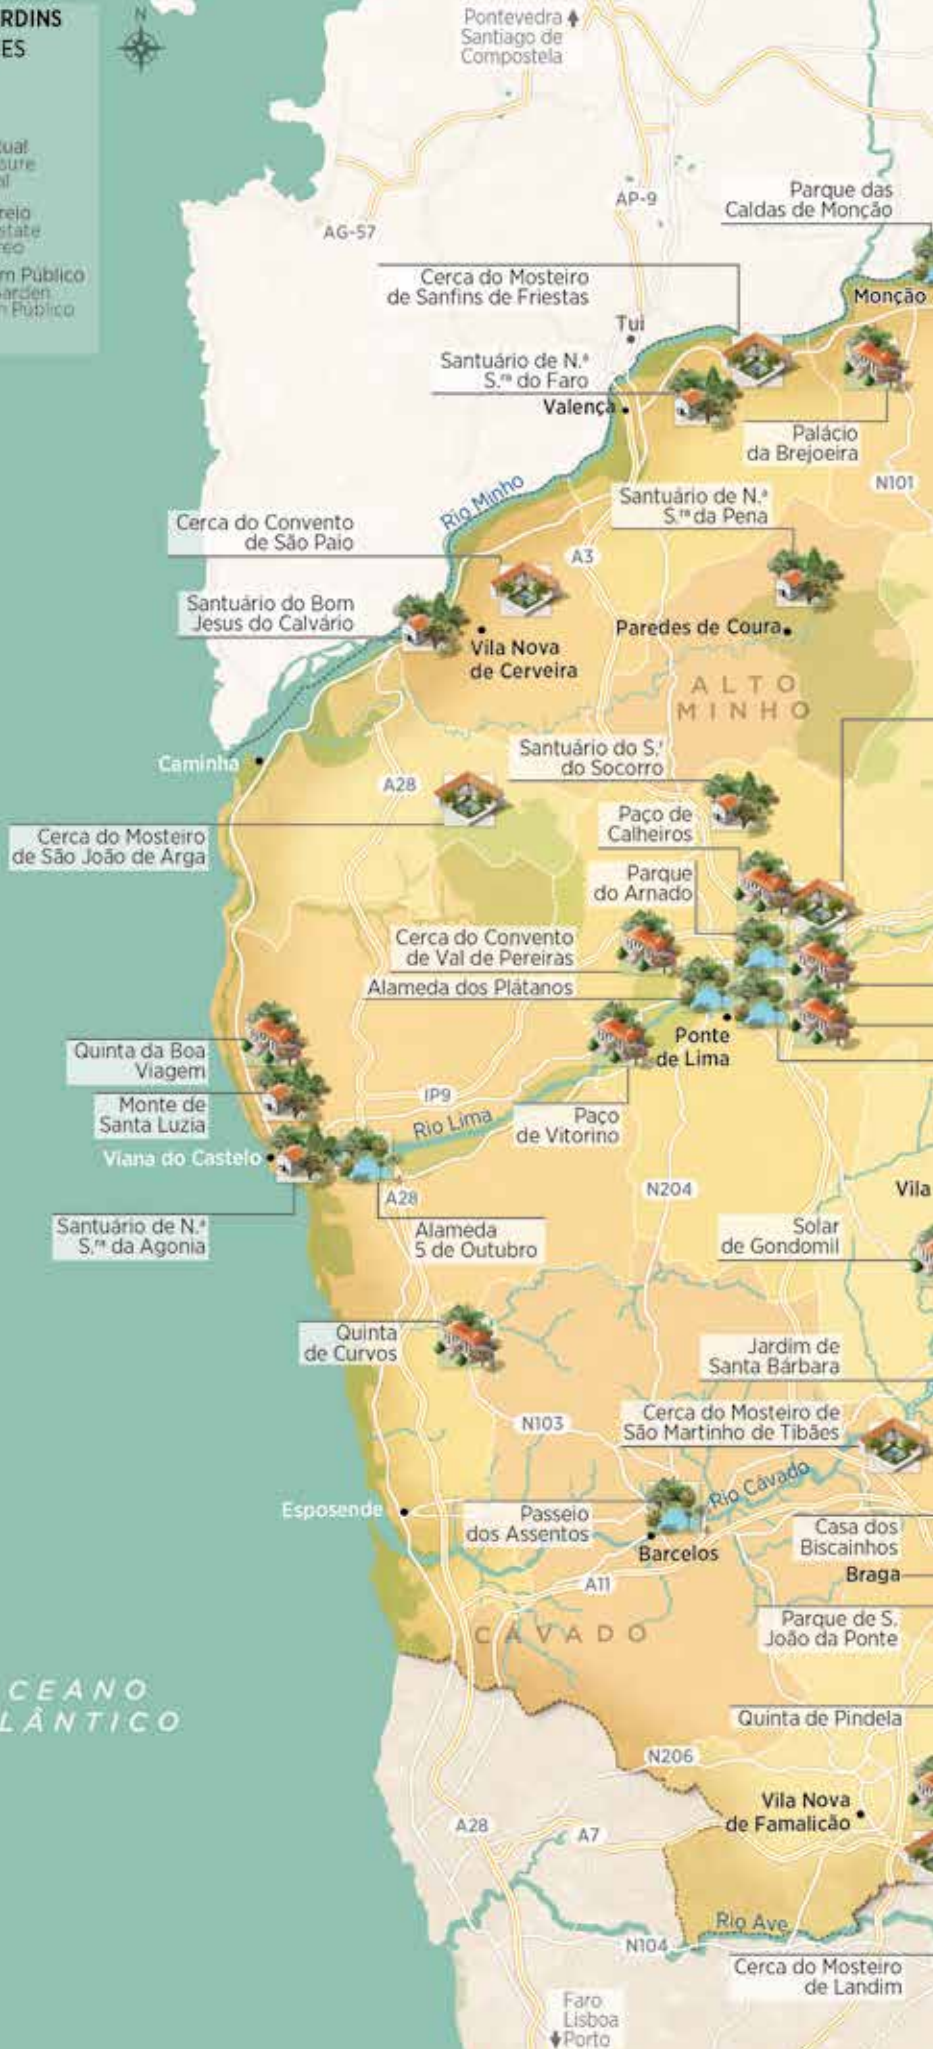 RDINS
ES
N
Pontevedra
Santiago de
Compostela
sure
m Público
AP-9
AG-57
Parque das
Caldas de Monção
Cerca do Mosteiro
de Sanfins de Friestas
Monção
Tui
Santuário de N.ª
S.ra do Faro
Valença
Palácio
da Brejoeira
N101
Rio Minho
Santuário de N.ª
S.ra da Pena
Cerca do Convento
de São Paio
A3
Santuário do Bom
Jesus do Calvário
Paredes de Coura
Vila Nova
de Cerveira
ALTO
MINHO
Santuário do S.r
do Socorro
Caminha
A28
Paço de
Calheiros
Cerca do Mosteiro
de São João de Arga
Parque
do Arnado
Cerca do Convento
de Val de Pereiras
Alameda dos Plátanos
Ponte
de Lima
Quinta da Boa
Viagem
IP9
Rio Lima
Monte de
Santa Luzia
Paço
de Vitorino
Viana do Castelo
N204
Vila
A28
Santuário de N.ª
S.ra da Agonia
Alameda
5 de Outubro
Solar
de Gondomil
Quinta
de Curvos
Jardim de
Santa Bárbara
N103
Cerca do Mosteiro de
São Martinho de Tibães
Rio Cávado
Esposende
Passeio
dos Assentos
Casa dos
Biscainhos
Barcelos
Braga
A11
CÁVADO
Parque de S.
João da Ponte
CEANO
LÂNTICO
Quinta de Pindela
N206
Vila Nova
de Famalicão
A28
A7
Rio Ave
N104
Cerca do Mosteiro
de Landim
Faro
Lisboa
Porto